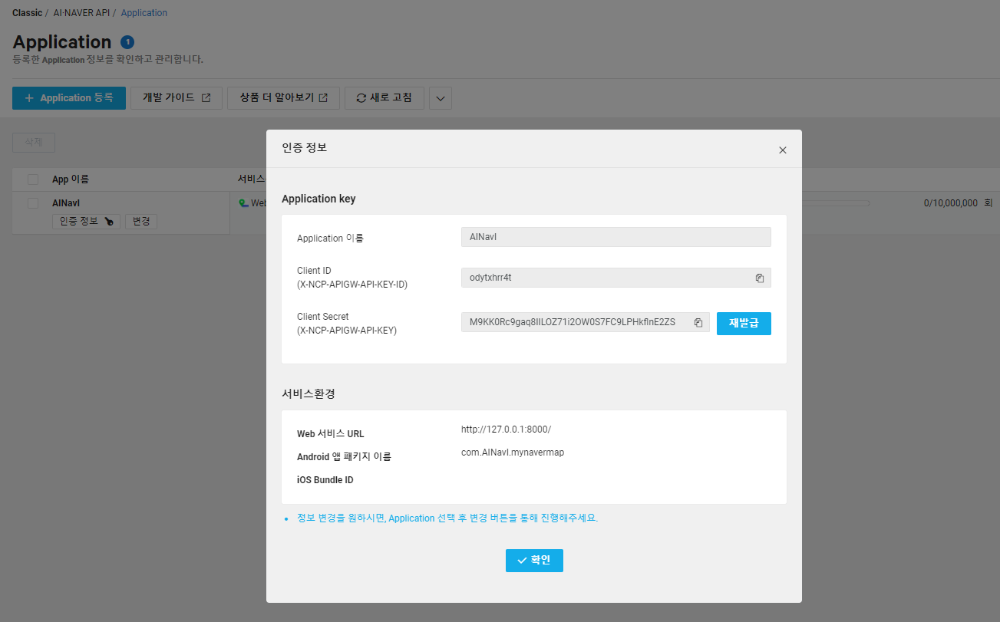 Classic / AI·NAVER API / Application
Application 1
등록한 Application 정보를 확인하고 관리합니다.
+ Application 등록 개발 가이드 상품 더 알아보기 새로 고침
삭제
App 이름 서비스
AINavI Web 0/10,000,000 회
인증 정보 변경
인증 정보
Application key
Application 이름 AINavI
Client ID odytxhrr4t
(X-NCP-APIGW-API-KEY-ID)
Client Secret M9KK0Rc9gaq8IILOZ71i2OW0S7FC9LPHkflnE2ZS 재발급
(X-NCP-APIGW-API-KEY)
서비스환경
Web 서비스 URL http://127.0.0.1:8000/
Android 앱 패키지 이름 com.AINavI.mynavermap
iOS Bundle ID
정보 변경을 원하시면, Application 선택 후 변경 버튼을 통해 진행해주세요.
확인